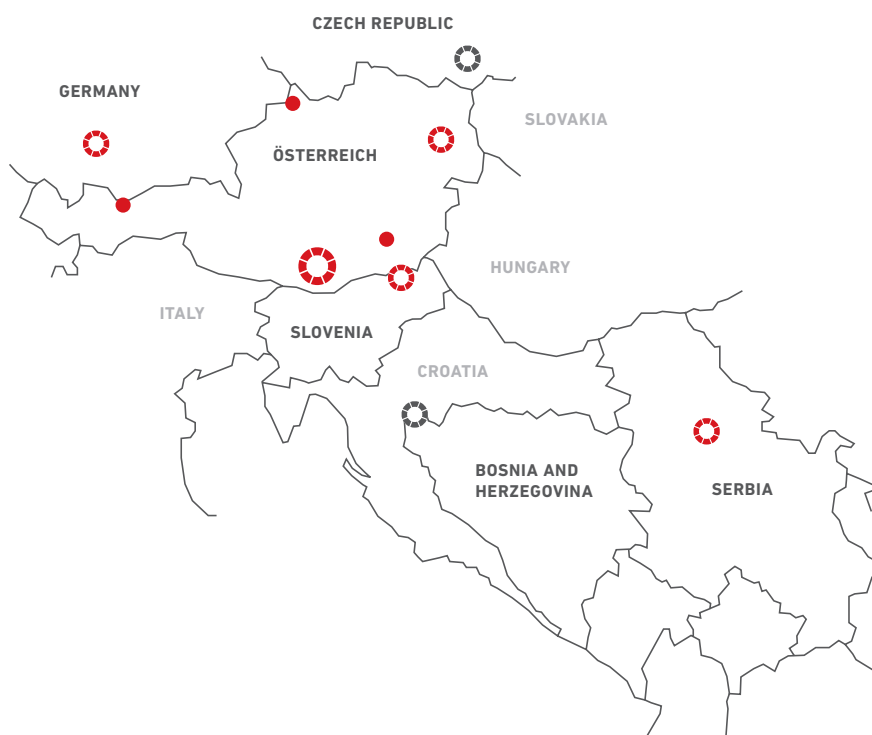 CZECH REPUBLIC
GERMANY
SLOVAKIA
ÖSTERREICH
HUNGARY
ITALY
SLOVENIA
CROATIA
BOSNIA AND
HERZEGOVINA
SERBIA